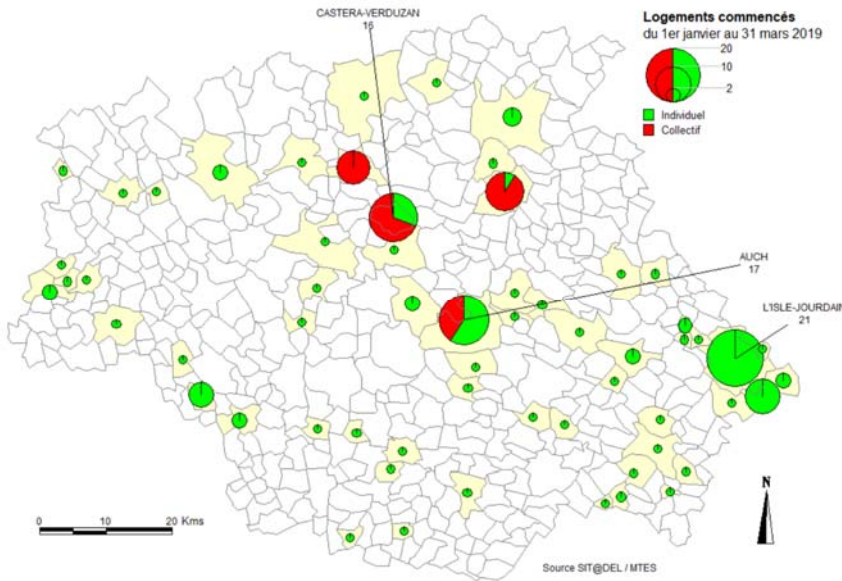 CASTERA-VERDUZAN
16
Logements commencés
du 1er janvier au 31 mars 2019
20
10
2
Individuel
Collectif
AUCH
17
L'ISLE-JOURDAIN
21
N
0 10 20 Kms
Source SIT@DEL / MTES